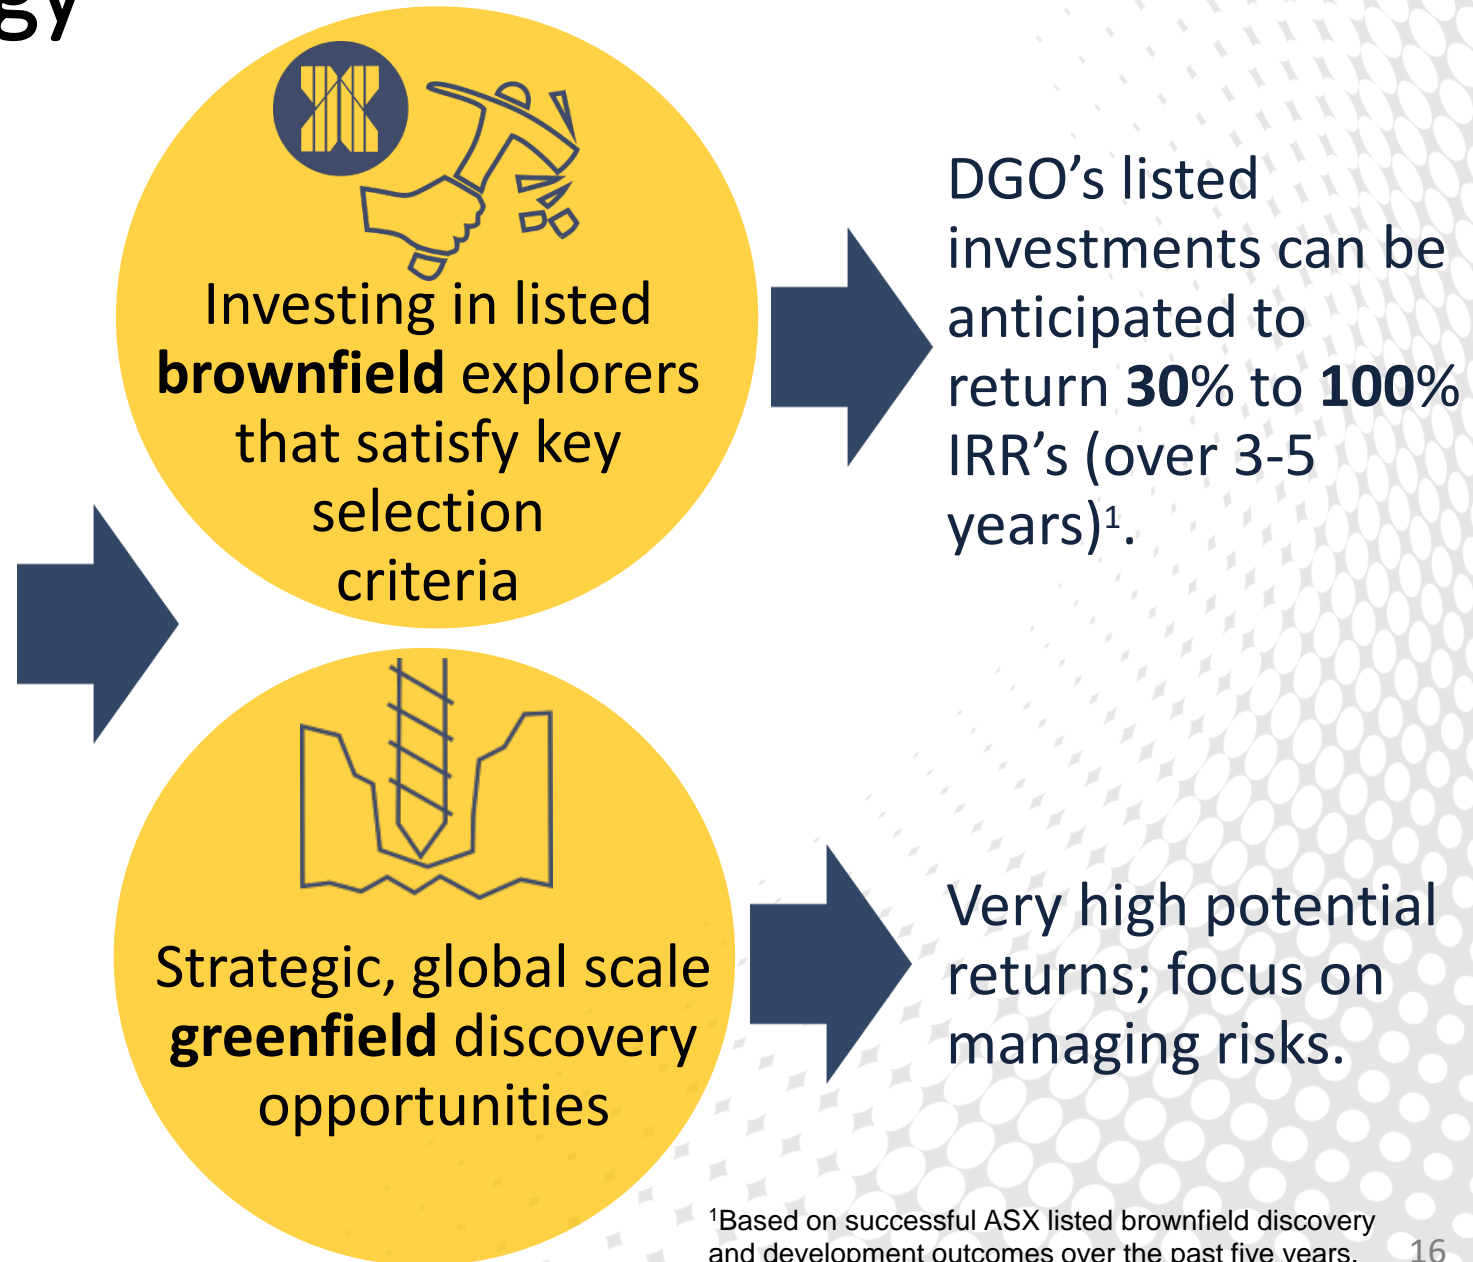 gy
Investing in listed
brownfield explorers
that satisfy key
selection
criteria
DGO’s listed
investments can be
anticipated to
return 30% to 100%
IRR’s (over 3-5
years)¹.
Strategic, global scale
greenfield discovery
opportunities
Very high potential
returns; focus on
managing risks.
¹Based on successful ASX listed brownfield discovery
and development outcomes over the past five years.
16